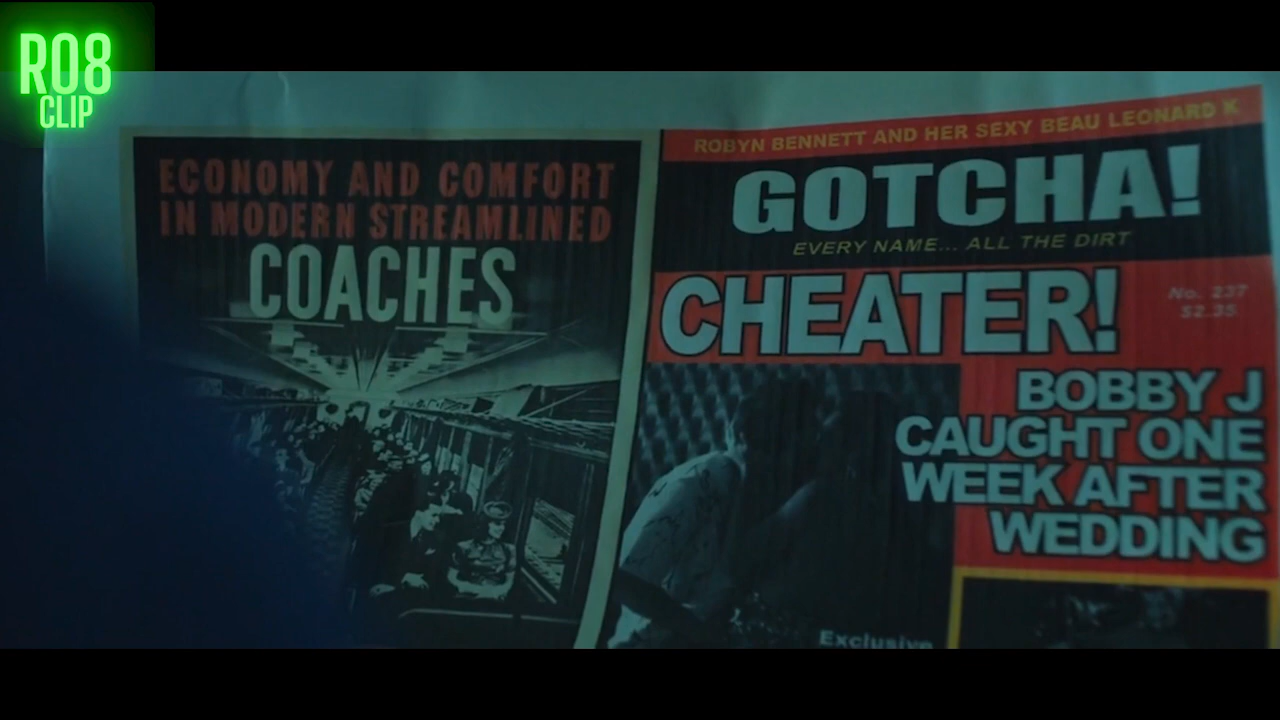 RO8
CLIP
ECONOMY AND COMFORT
IN MODERN STREAMLINED
COACHES
ROBYN BENNETT AND HER SEXY BEAU LEONARD K.
GOTCHA!
EVERY NAME... ALL THE DIRT
CHEATER!
No. 237
$2.35
BOBBY J
CAUGHT ONE
WEEK AFTER
WEDDING
Exclusive